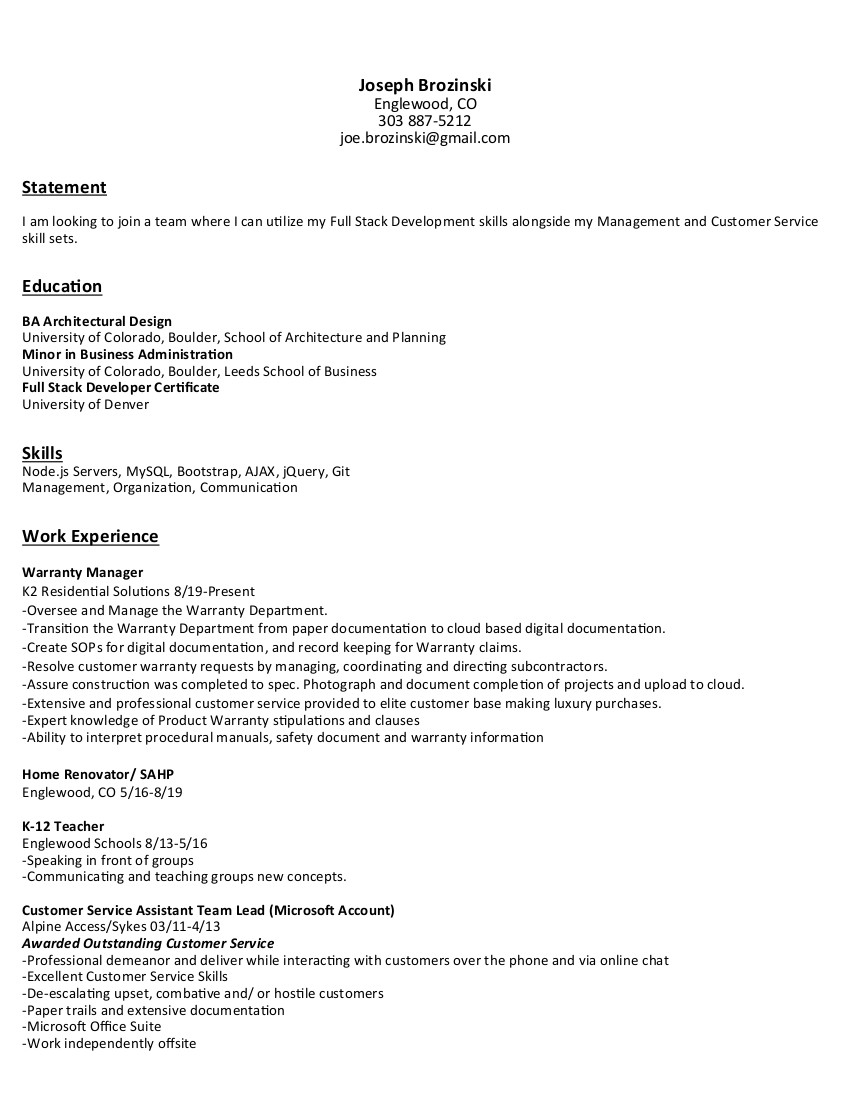 Joseph Brozinski
Englewood, CO
303 887-5212
joe.brozinski@gmail.com
Statement
I am looking to join a team where I can utilize my Full Stack Development skills alongside my Management and Customer Service
skill sets.
Education
BA Architectural Design
University of Colorado, Boulder, School of Architecture and Planning
Minor in Business Administration
University of Colorado, Boulder, Leeds School of Business
Full Stack Developer Certificate
University of Denver
Skills
Node.js Servers, MySQL, Bootstrap, AJAX, jQuery, Git
Management, Organization, Communication
Work Experience
Warranty Manager
K2 Residential Solutions 8/19-Present
-Oversee and Manage the Warranty Department.
-Transition the Warranty Department from paper documentation to cloud based digital documentation.
-Create SOPs for digital documentation, and record keeping for Warranty claims.
-Resolve customer warranty requests by managing, coordinating and directing subcontractors.
-Assure construction was completed to spec. Photograph and document completion of projects and upload to cloud.
-Extensive and professional customer service provided to elite customer base making luxury purchases.
-Expert knowledge of Product Warranty stipulations and clauses
-Ability to interpret procedural manuals, safety document and warranty information
Home Renovator/ SAHP
Englewood, CO 5/16-8/19
K-12 Teacher
Englewood Schools 8/13-5/16
-Speaking in front of groups
-Communicating and teaching groups new concepts.
Customer Service Assistant Team Lead (Microsoft Account)
Alpine Access/Sykes 03/11-4/13
Awarded Outstanding Customer Service
-Professional demeanor and deliver while interacting with customers over the phone and via online chat
-Excellent Customer Service Skills
-De-escalating upset, combative and/ or hostile customers
-Paper trails and extensive documentation
-Microsoft Office Suite
-Work independently offsite